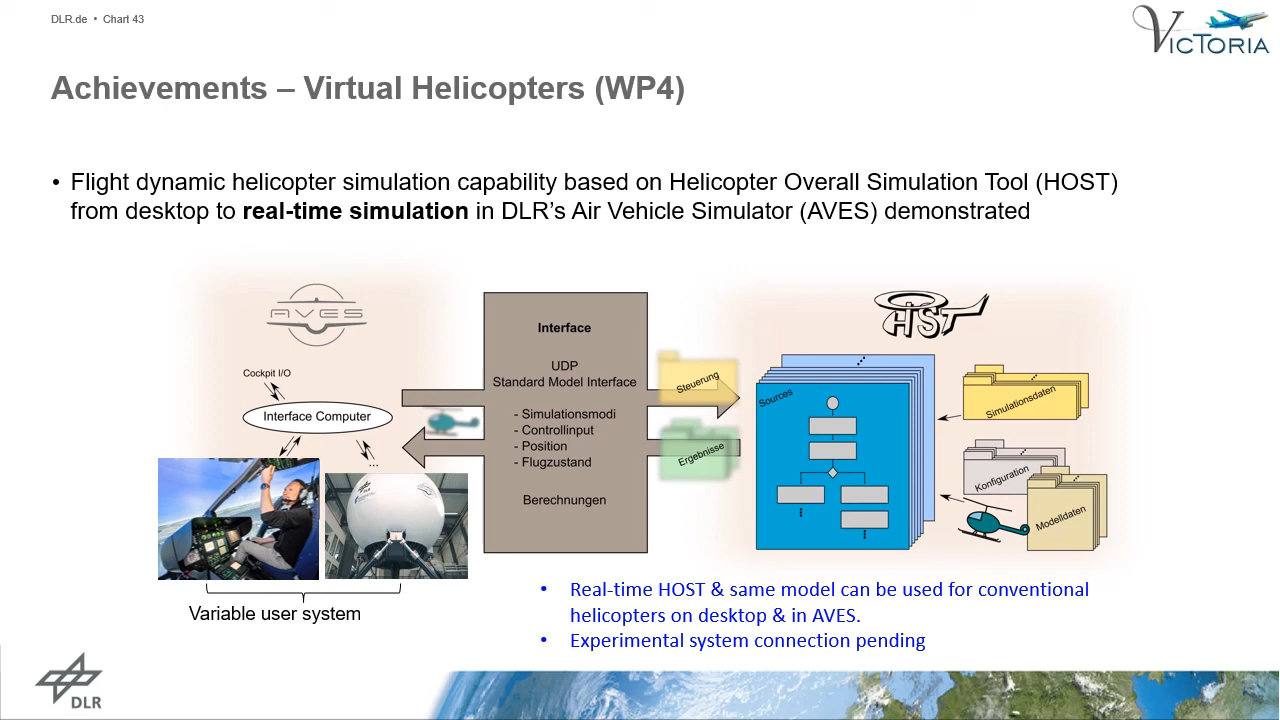 DLR.de • Chart 43
VICTORIA
Achievements – Virtual Helicopters (WP4)
• Flight dynamic helicopter simulation capability based on Helicopter Overall Simulation Tool (HOST)
from desktop to real-time simulation in DLR’s Air Vehicle Simulator (AVES) demonstrated
AVES
Cockpit I/O
Interface Computer
...
Variable user system
Interface
UDP
Standard Model Interface
- Simulationsmodi
- Controllinput
- Position
- Flugzustand
Berechnungen
Steuerung
Ergebnisse
HOST
Sources
Simulationsdaten
Konfiguration
Modelldaten
• Real-time HOST & same model can be used for conventional
helicopters on desktop & in AVES.
• Experimental system connection pending
DLR